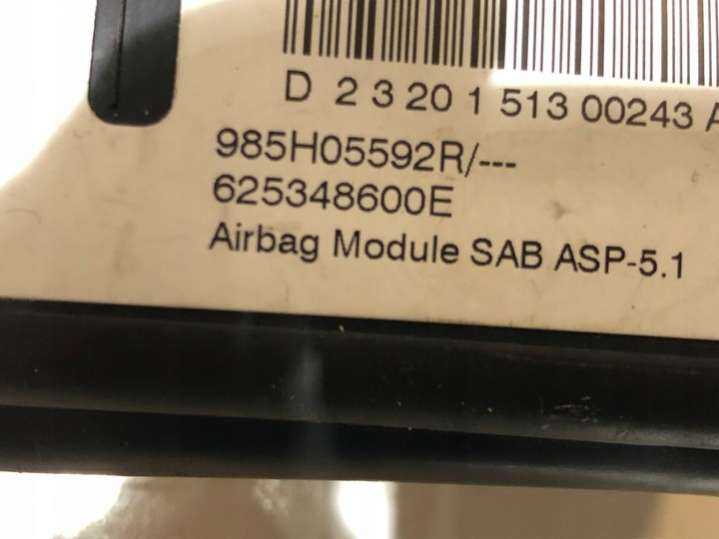 D 2 3 20 1 513 00243 A
985H05592R/---
625348600E
Airbag Module SAB ASP-5.1